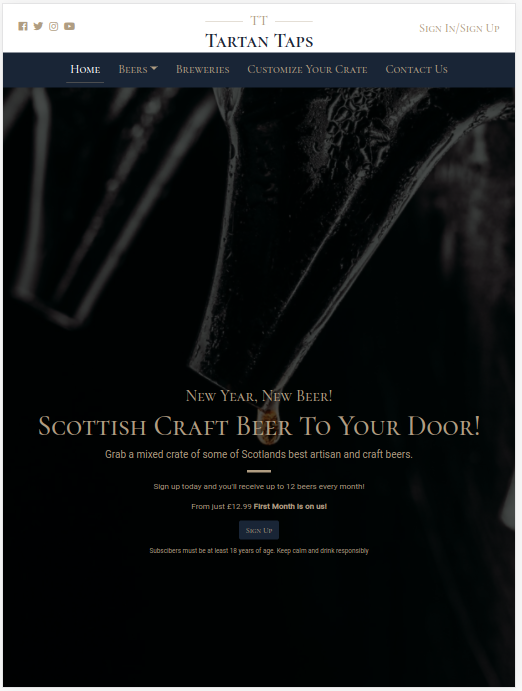 TT
Tartan Taps
Sign In/Sign Up
Home
Beers
Breweries
Customize Your Crate
Contact Us
New Year, New Beer!
Scottish Craft Beer To Your Door!
Grab a mixed crate of some of Scotlands best artisan and craft beers.
Sign up today and you'll receive up to 12 beers every month!
From just £12.99 First Month is on us!
Sign Up
Subscibers must be at least 18 years of age. Keep calm and drink responsibly